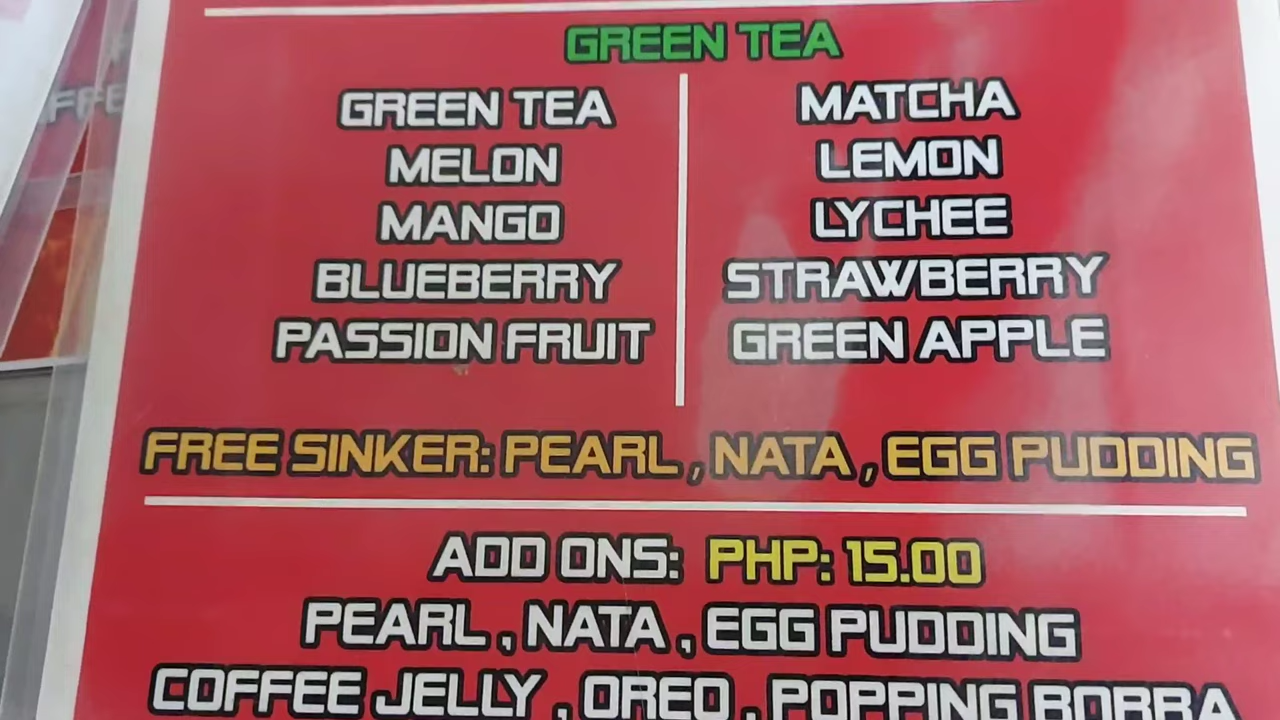 GREEN TEA
GREEN TEA
MELON
MANGO
BLUEBERRY
PASSION FRUIT
MATCHA
LEMON
LYCHEE
STRAWBERRY
GREEN APPLE
FREE SINKER: PEARL , NATA , EGG PUDDING
ADD ONS: PHP: 15.00
PEARL , NATA , EGG PUDDING
COFFEE JELLY , OREO , POPPING BOBBA